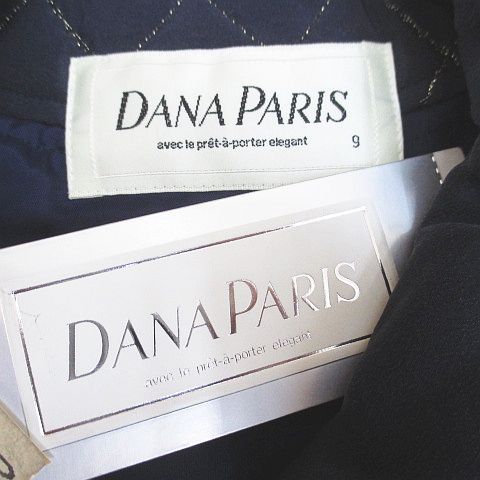 DANA PARIS
avec le prêt-à-porter elegant 9
DANA PARIS
avec le prêt-à-porter elegant